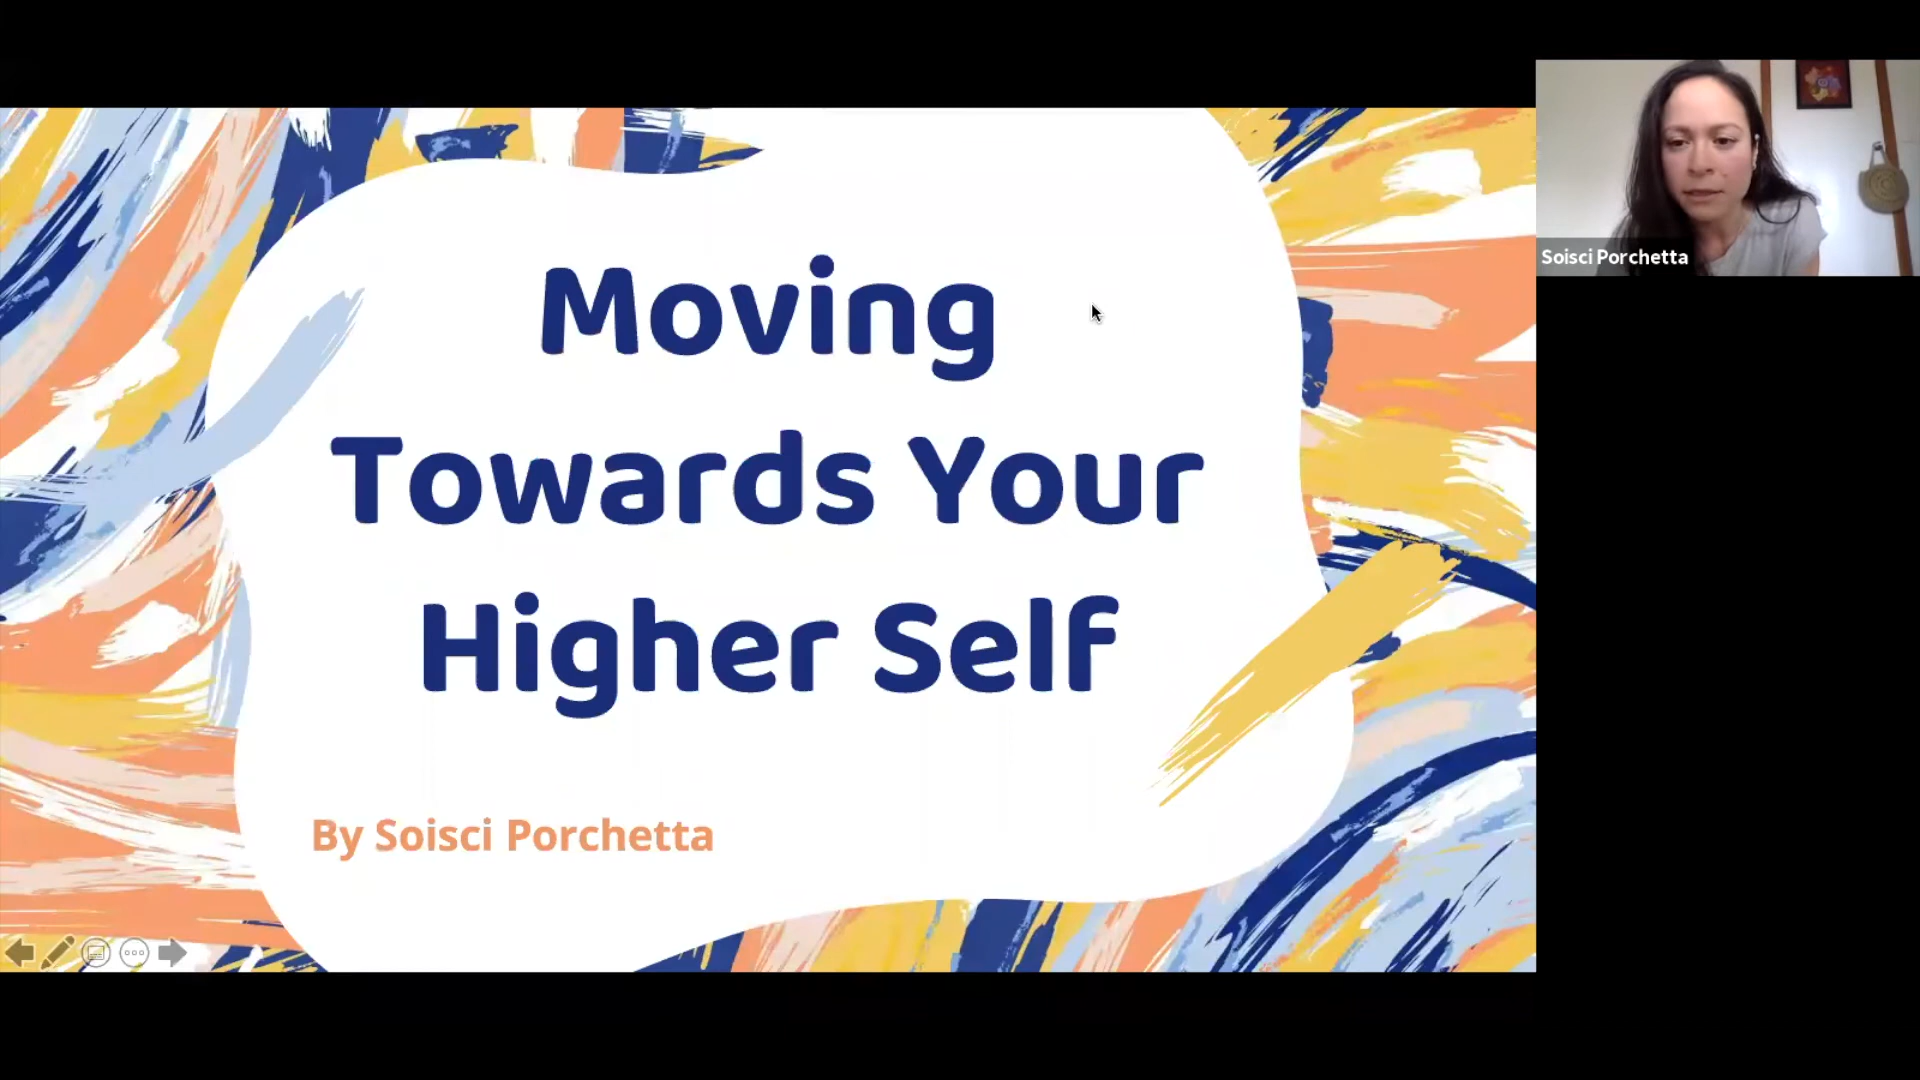 Moving
Towards Your
Higher Self
By Soisci Porchetta
Soisci Porchetta